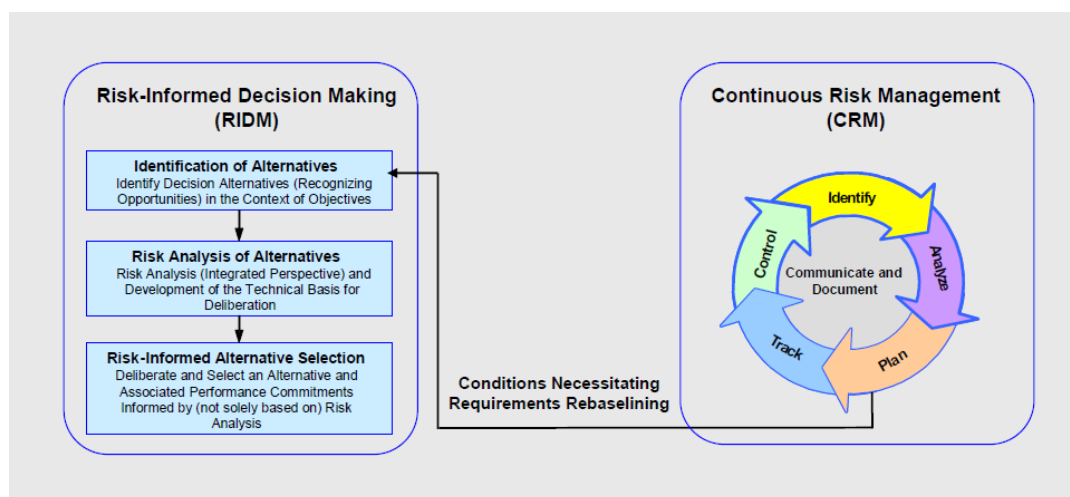 Risk-Informed Decision Making
(RIDM)
Identification of Alternatives
Identify Decision Alternatives (Recognizing
Opportunities) in the Context of Objectives
Risk Analysis of Alternatives
Risk Analysis (Integrated Perspective) and
Development of the Technical Basis for
Deliberation
Risk-Informed Alternative Selection
Deliberate and Select an Alternative and
Associated Performance Commitments
Informed by (not solely based on) Risk
Analysis
Conditions Necessitating
Requirements Rebaselining
Continuous Risk Management
(CRM)
Identify
Analyze
Plan
Track
Control
Communicate and
Document